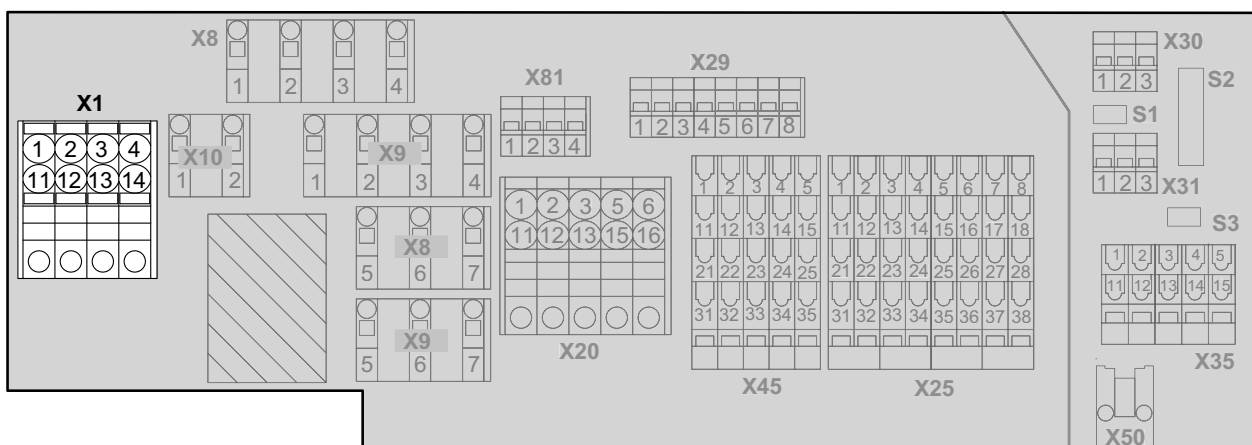 X1
1 2 3 4
11 12 13 14
X8
1 2 3 4
X10
1 2
X9
1 2 3 4
X8
5 6 7
X9
5 6 7
X81
1 2 3 4
X20
1 2 3 5 6
11 12 13 15 16
X29
1 2 3 4 5 6 7 8
X45
1 2 3 4 5
11 12 13 14 15
21 22 23 24 25
31 32 33 34 35
X25
1 2 3 4 5 6 7 8
11 12 13 14 15 16 17 18
21 22 23 24 25 26 27 28
31 32 33 34 35 36 37 38
X30
1 2 3
S2
S1
X31
1 2 3
S3
X35
1 2 3 4 5
11 12 13 14 15
X50